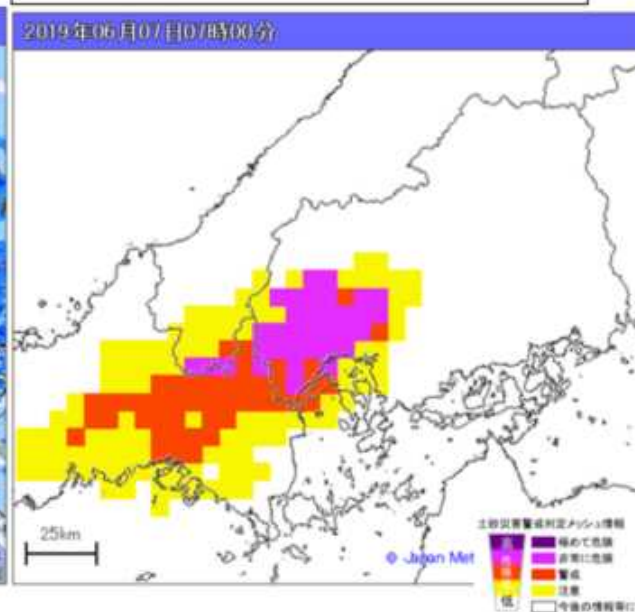 2019年06月07日07時00分
25km
© Japan Met
土砂災害警戒判定メッシュ情報
高
極めて危険
非常に危険
警戒
注意
低
今後の情報等に